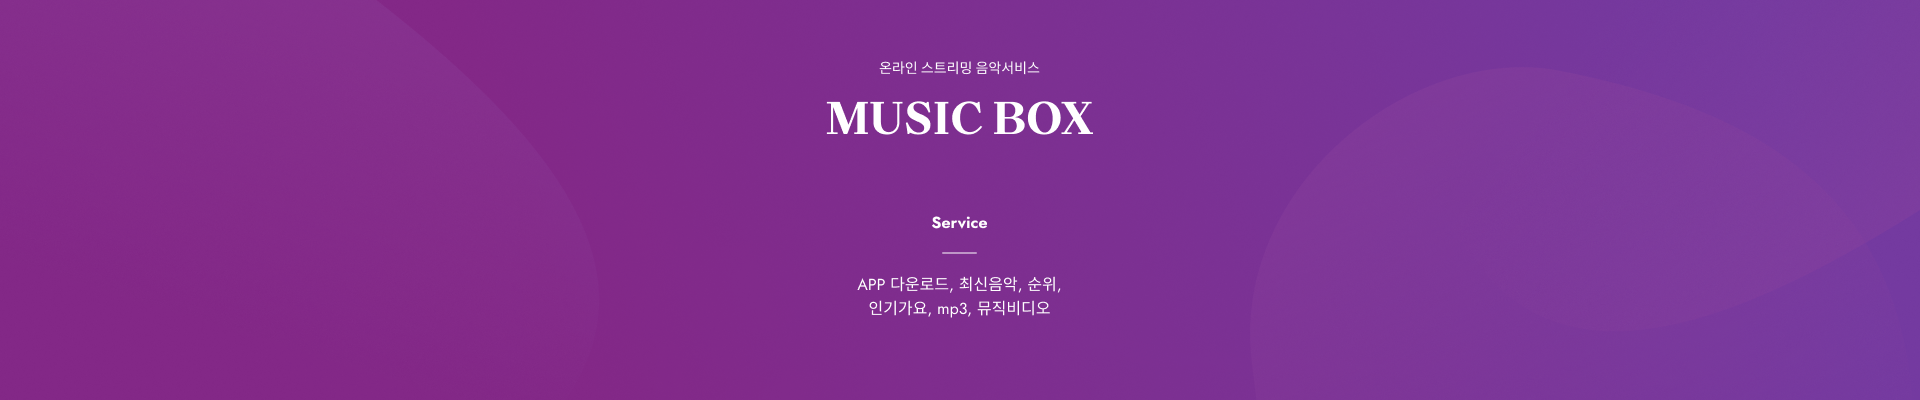 온라인 스트리밍 음악서비스
MUSIC BOX
Service
APP 다운로드, 최신음악, 순위,
인기가요, mp3, 뮤직비디오